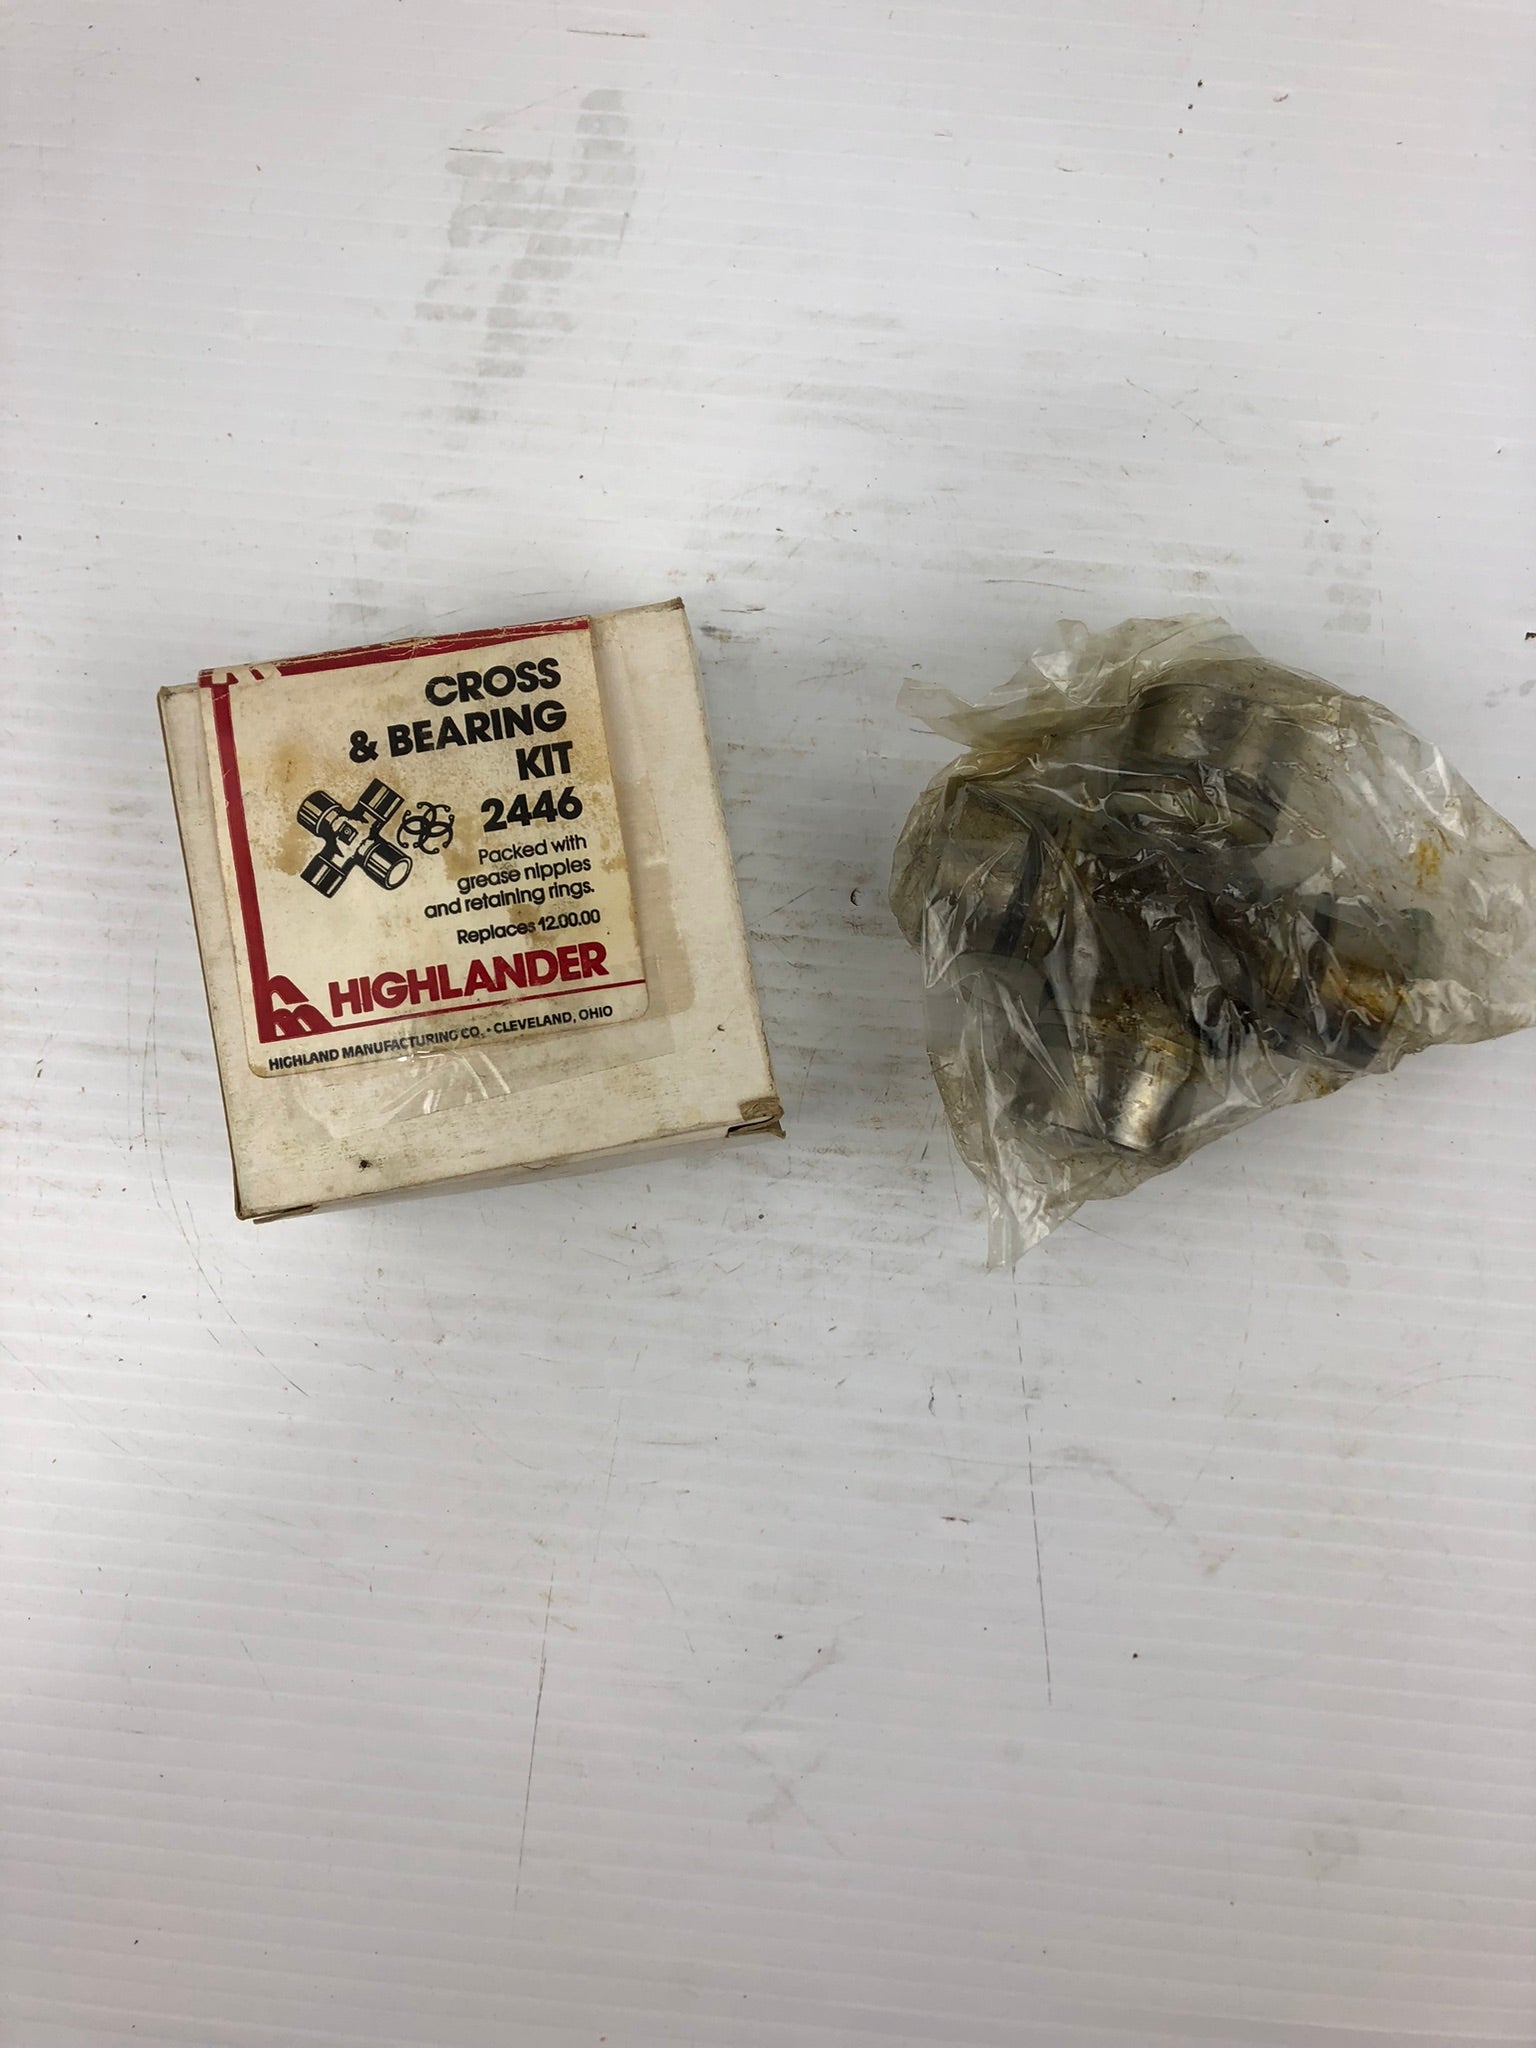 CROSS
& BEARING
KIT
2446
Packed with
grease nipples
and retaining rings.
Replaces 12.00.00
HIGHLANDER
HIGHLAND MANUFACTURING CO. • CLEVELAND, OHIO